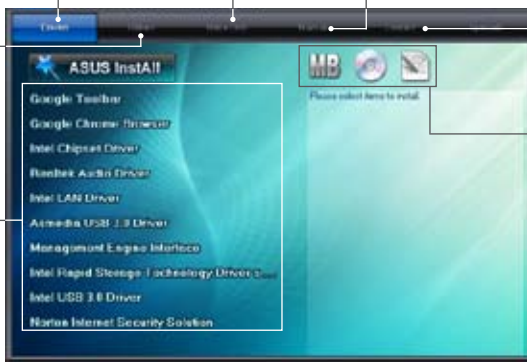 Drivers
Manual
ASUS InstAll
MB
Please select items to install.
Google Toolbar
Google Chrome Browser
Intel Chipset Driver
Realtek Audio Driver
Intel LAN Driver
Asmedia USB 3.0 Driver
Management Engine Interface
Intel Rapid Storage Technology Driver s....
Intel USB 3.0 Driver
Norton Internet Security Solution